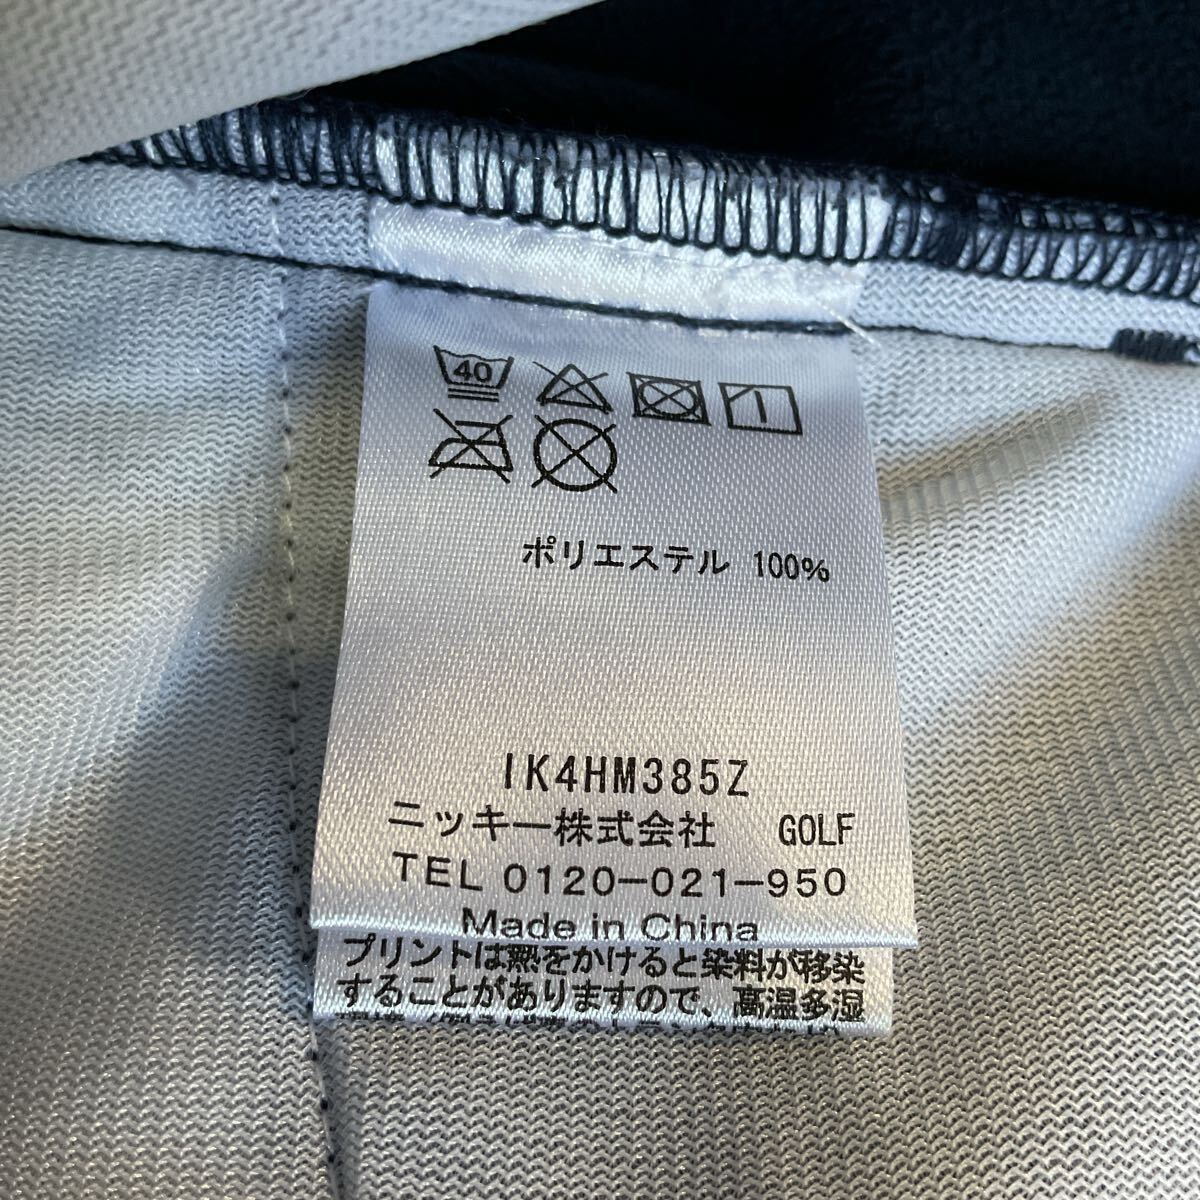 40
ポリエステル 100%
IK4HM385Z
ニッキー株式会社 GOLF
TEL 0120-021-950
Made in China
プリントは熱をかけると染料が移染
することがありますので、高温多湿